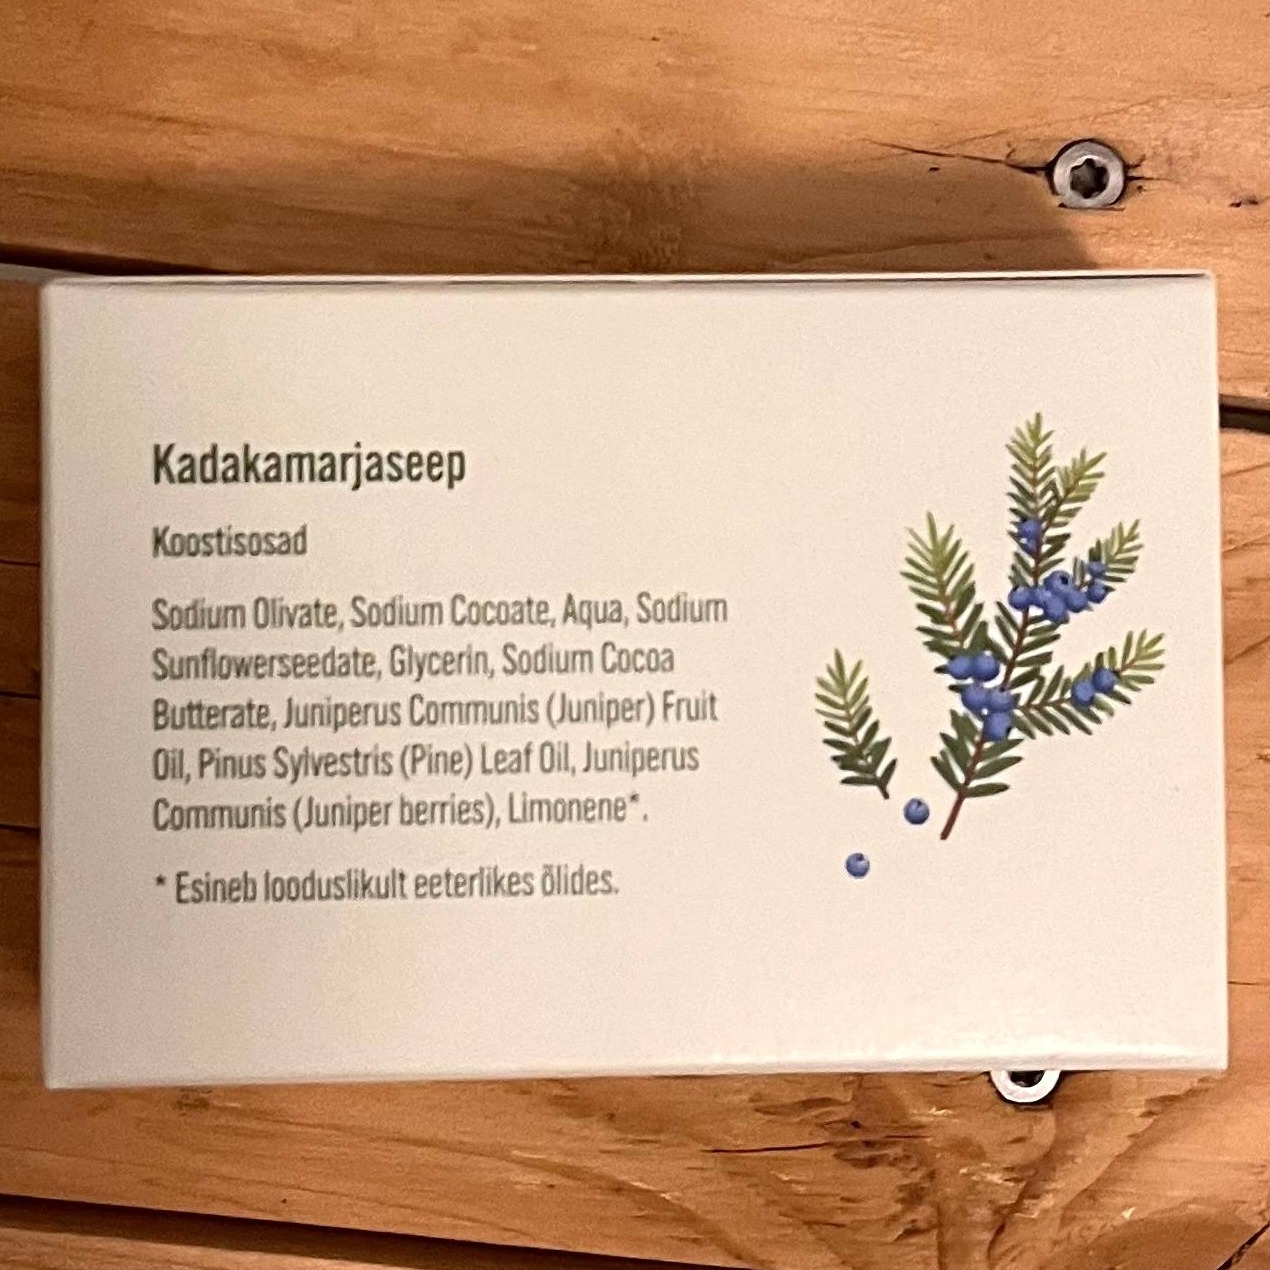 Kadakamarjaseep
Koostisosad
Sodium Olivate, Sodium Cocoate, Aqua, Sodium
Sunflowerseedate, Glycerin, Sodium Cocoa
Butterate, Juniperus Communis (Juniper) Fruit
Oil, Pinus Sylvestris (Pine) Leaf Oil, Juniperus
Communis (Juniper berries), Limonene*.
* Esineb looduslikult eeterlikes õlides.